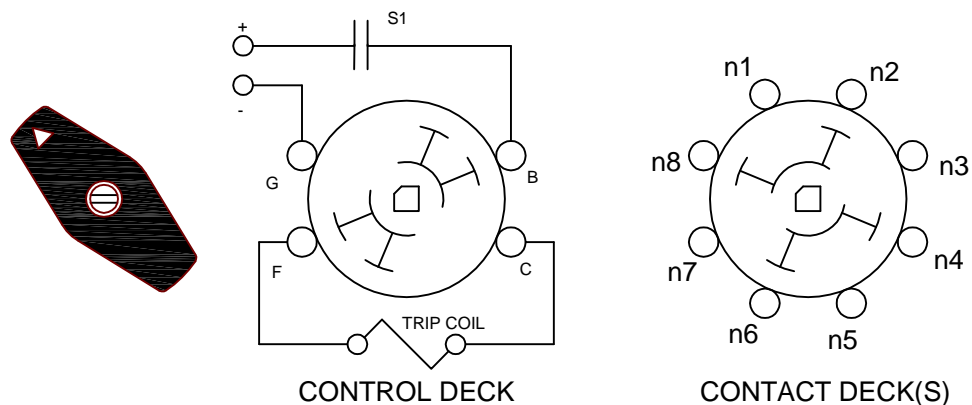 S1
+
-
G
B
F
C
TRIP COIL
CONTROL DECK
n1
n2
n8
n3
n7
n4
n6
n5
CONTACT DECK(S)